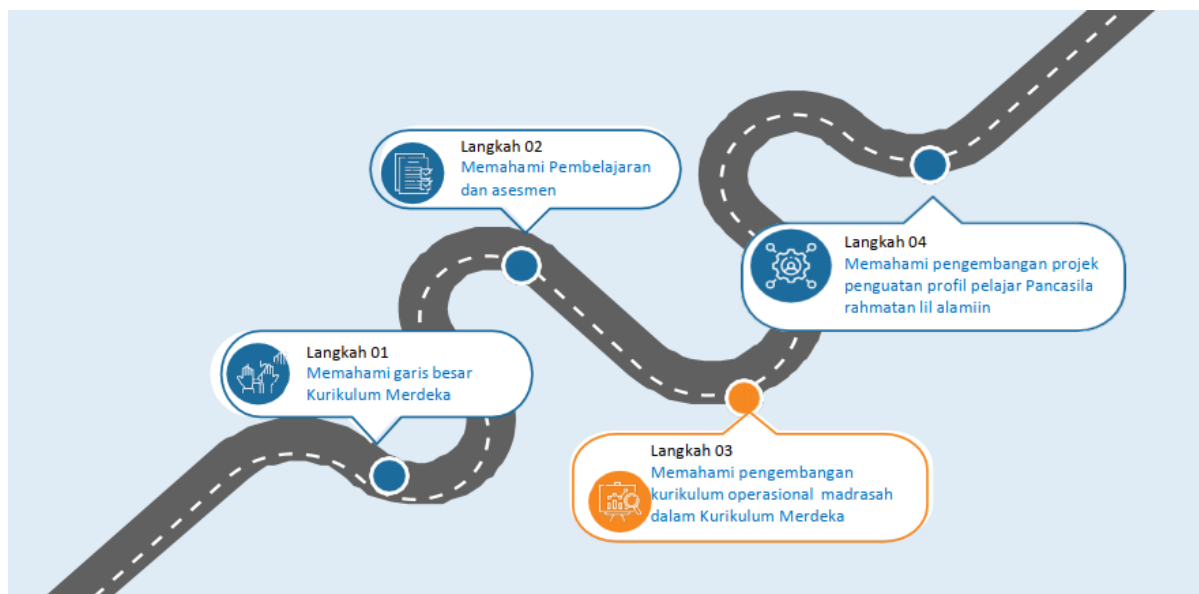 Langkah 01
Memahami garis besar
Kurikulum Merdeka
Langkah 02
Memahami Pembelajaran
dan asesmen
Langkah 03
Memahami pengembangan
kurikulum operasional madrasah
dalam Kurikulum Merdeka
Langkah 04
Memahami pengembangan projek
penguatan profil pelajar Pancasila
rahmatan lil alamiin